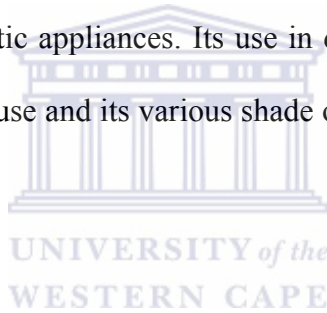 tic appliances. Its use in
use and its various shade
UNIVERSITY of the
WESTERN CAPE